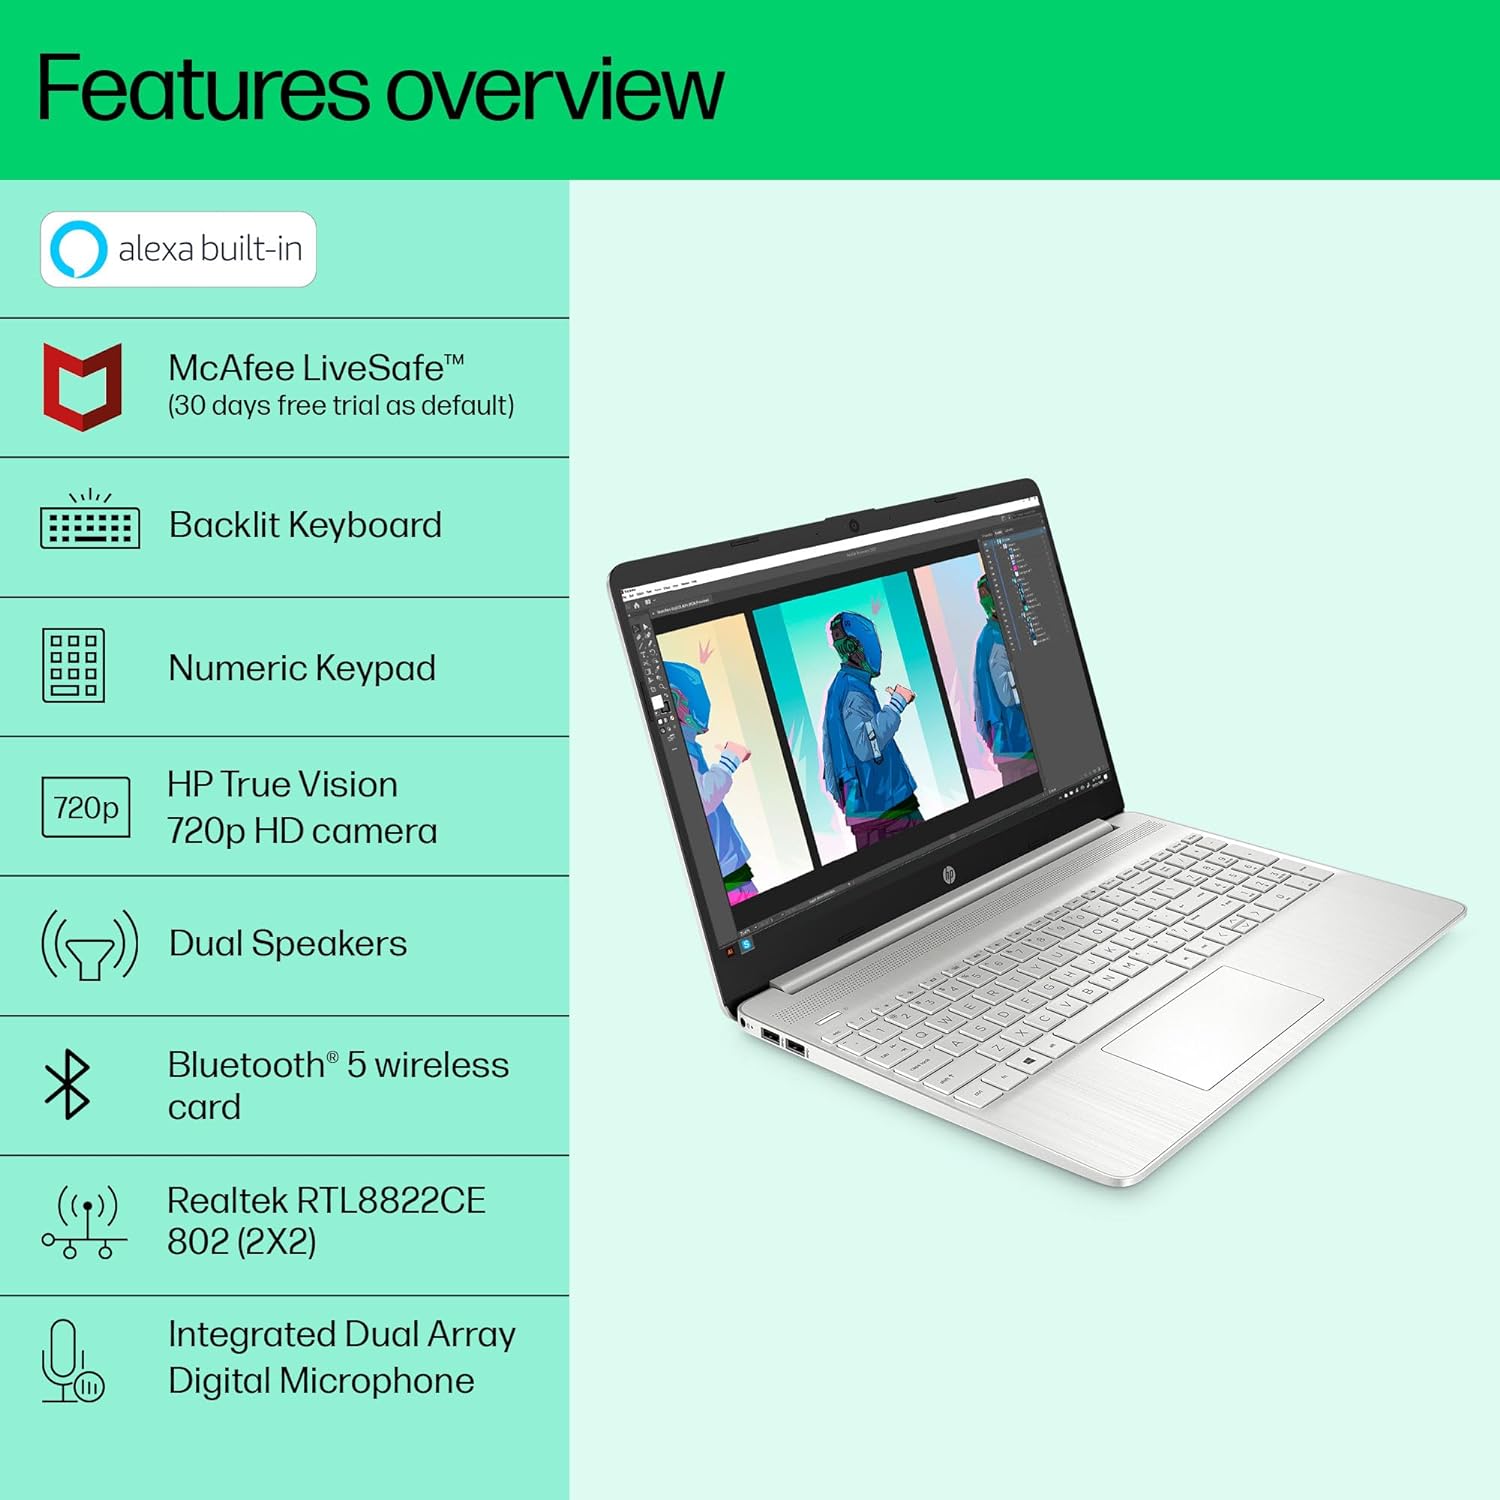 Features overview
alexa built-in
McAfee LiveSafe™
(30 days free trial as default)
Backlit Keyboard
Numeric Keypad
720p
HP True Vision
720p HD camera
Dual Speakers
Bluetooth® 5 wireless
card
Realtek RTL8822CE
802 (2X2)
Integrated Dual Array
Digital Microphone
hp